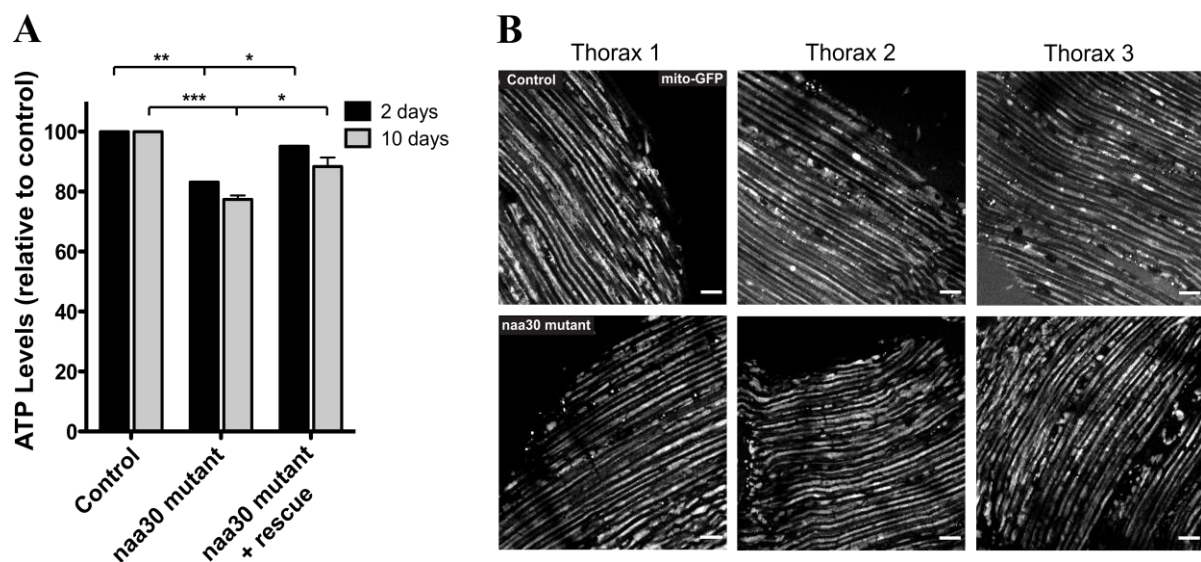 A
** *
*** *
2 days
10 days
ATP Levels (relative to control)
100
80
60
40
20
0
Control
naa30 mutant
naa30 mutant
+ rescue
B
Thorax 1 Thorax 2 Thorax 3
Control mito-GFP
naa30 mutant